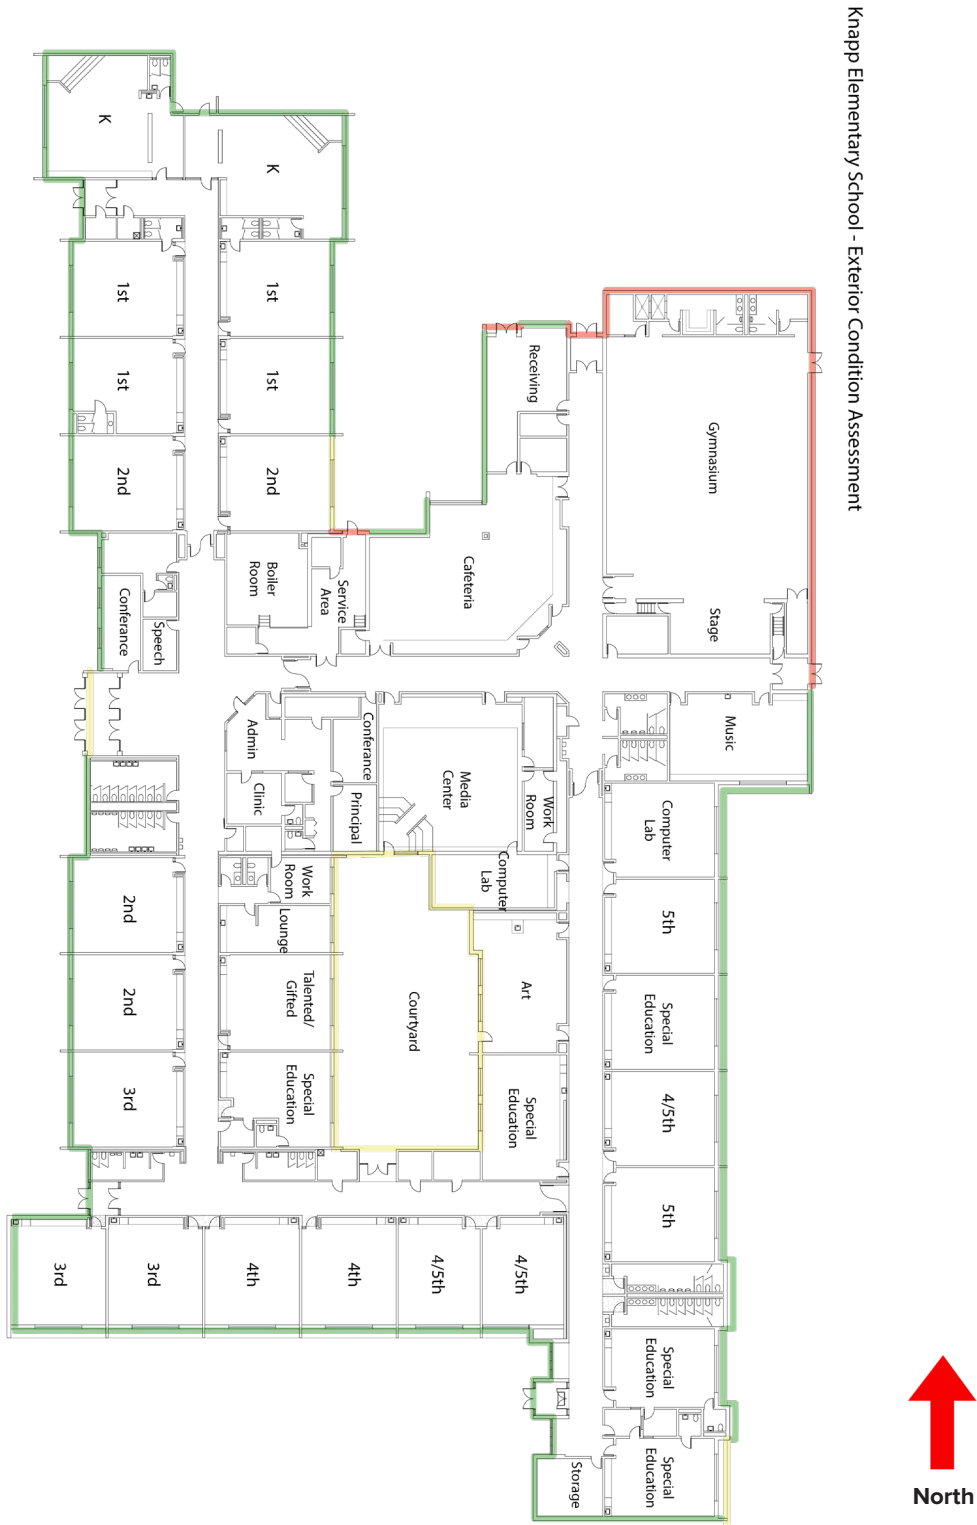 Knapp Elementary School - Exterior Condition Assessment
K
K
1st
1st
1st
1st
2nd
2nd
Receiving
Gymnasium
Stage
Cafeteria
Boiler
Room
Service
Area
Conferance
Speech
Music
Admin
Conferance
Media
Center
Work
Room
Clinic
Principal
Computer
Lab
Computer
Lab
Work
Room
Lounge
2nd
5th
Talented/
Gifted
Courtyard
Art
2nd
Special
Education
3rd
Special
Education
Special
Education
4/5th
5th
3rd
3rd
4th
4th
4/5th
4/5th
Special
Education
Special
Education
Storage
North